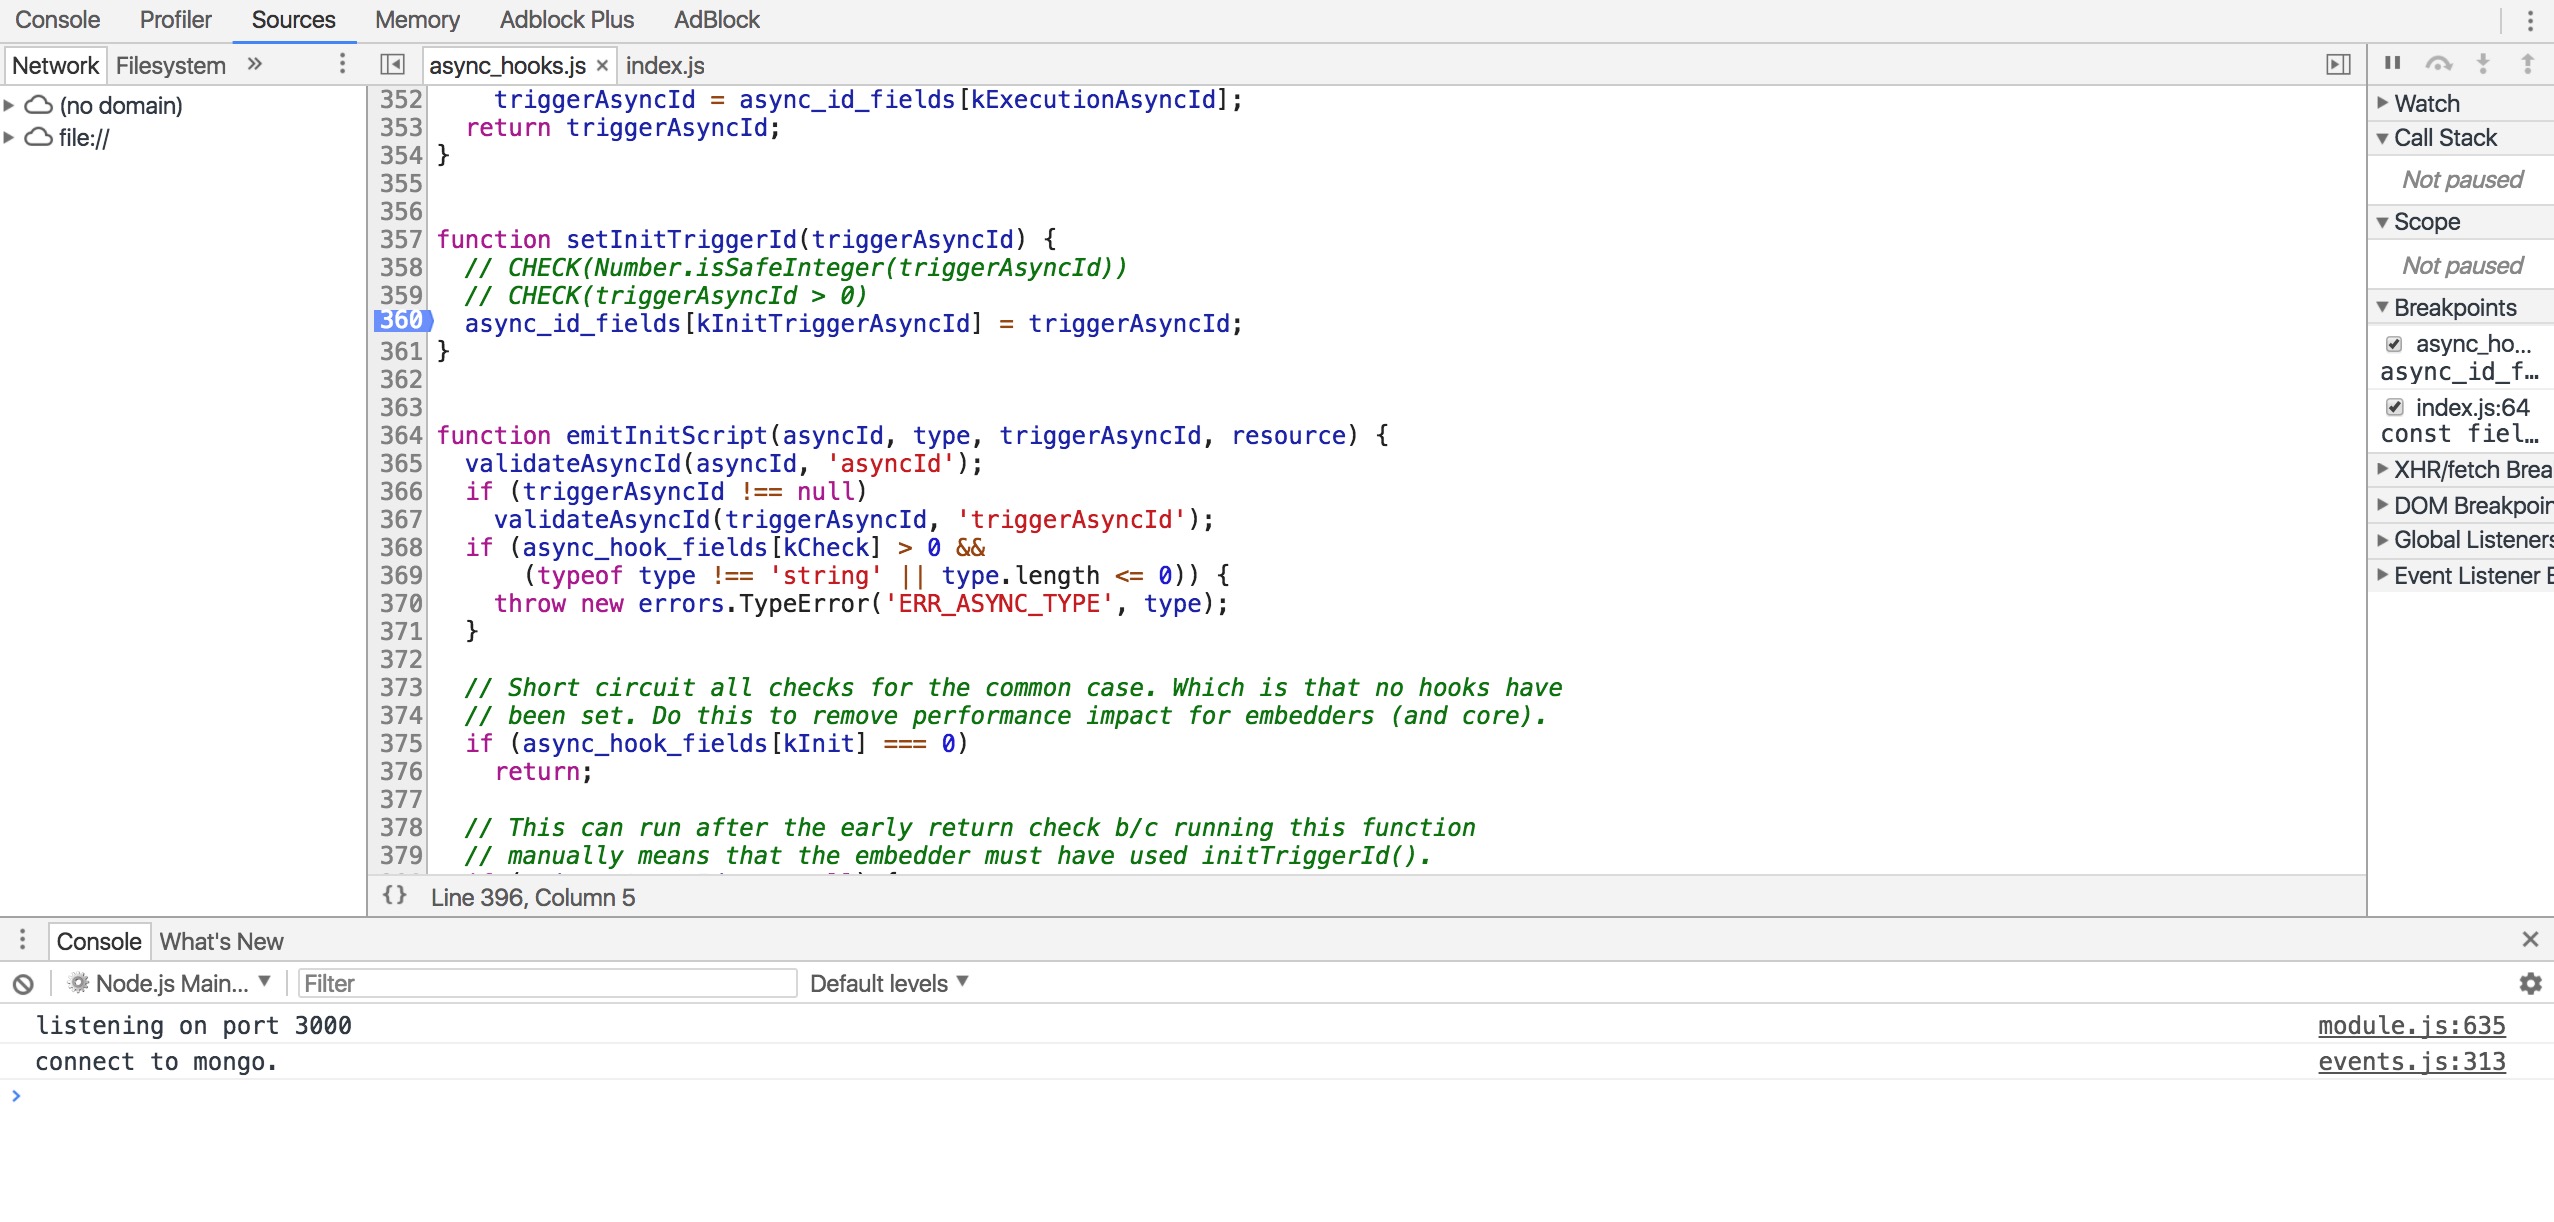 Console Profiler Sources Memory Adblock Plus AdBlock
Network Filesystem »
(no domain)
file://
async_hooks.js × index.js
352     triggerAsyncId = async_id_fields[kExecutionAsyncId];
353   return triggerAsyncId;
354 }
355
356
357 function setInitTriggerId(triggerAsyncId) {
358   // CHECK(Number.isSafeInteger(triggerAsyncId))
359   // CHECK(triggerAsyncId > 0)
360   async_id_fields[kInitTriggerAsyncId] = triggerAsyncId;
361 }
362
363
364 function emitInitScript(asyncId, type, triggerAsyncId, resource) {
365   validateAsyncId(asyncId, 'asyncId');
366   if (triggerAsyncId !== null)
367     validateAsyncId(triggerAsyncId, 'triggerAsyncId');
368   if (async_hook_fields[kCheck] > 0 &&
369       (typeof type !== 'string' || type.length <= 0)) {
370     throw new errors.TypeError('ERR_ASYNC_TYPE', type);
371   }
372
373   // Short circuit all checks for the common case. Which is that no hooks have
374   // been set. Do this to remove performance impact for embedders (and core).
375   if (async_hook_fields[kInit] === 0)
376     return;
377
378   // This can run after the early return check b/c running this function
379   // manually means that the embedder must have used initTriggerId().
{} Line 396, Column 5
Watch
Call Stack
Not paused
Scope
Not paused
Breakpoints
async_ho...
async_id_f...
index.js:64
const fiel...
XHR/fetch Brea
DOM Breakpoin
Global Listeners
Event Listener B
Console What's New
Node.js Main... Filter Default levels
listening on port 3000 module.js:635
connect to mongo. events.js:313